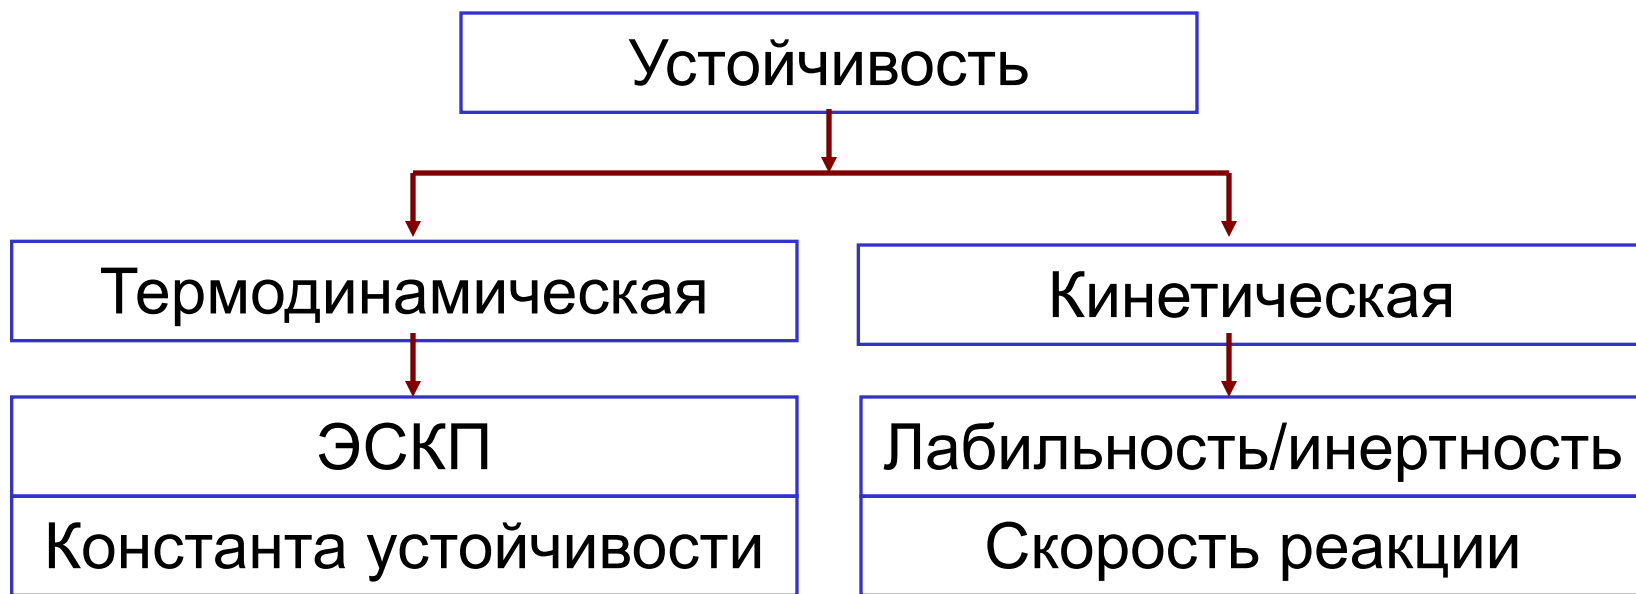 Устойчивость
Термодинамическая
Кинетическая
ЭСКП
Лабильность/инертность
Константа устойчивости
Скорость реакции